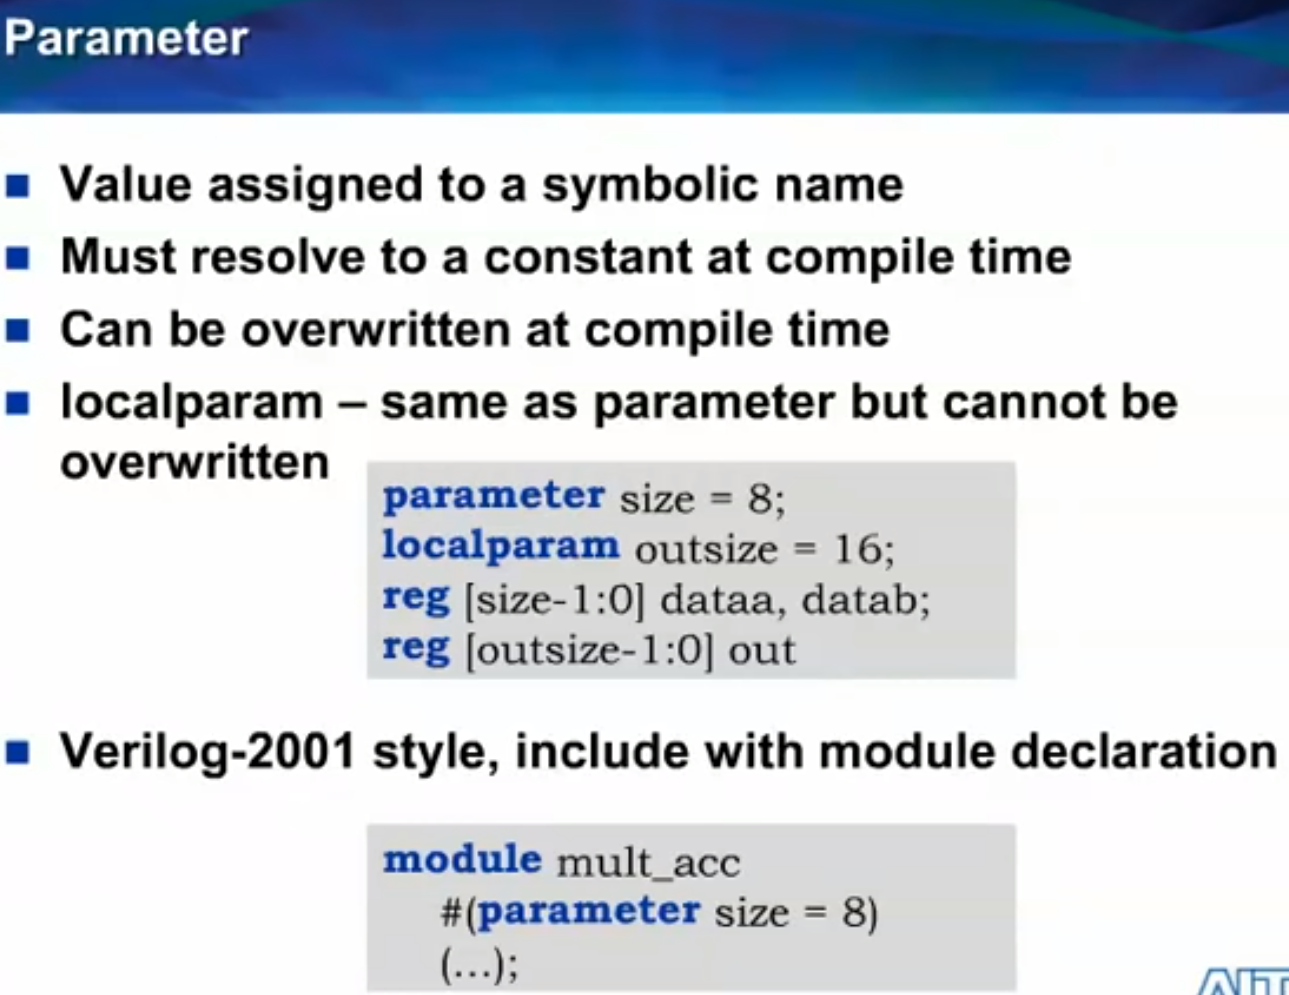 Parameter
Value assigned to a symbolic name
Must resolve to a constant at compile time
Can be overwritten at compile time
localparam – same as parameter but cannot be
overwritten
parameter size = 8;
localparam outsize = 16;
reg [size-1:0] dataa, datab;
reg [outsize-1:0] out
Verilog-2001 style, include with module declaration
module mult_acc
#(parameter size = 8)
(...);